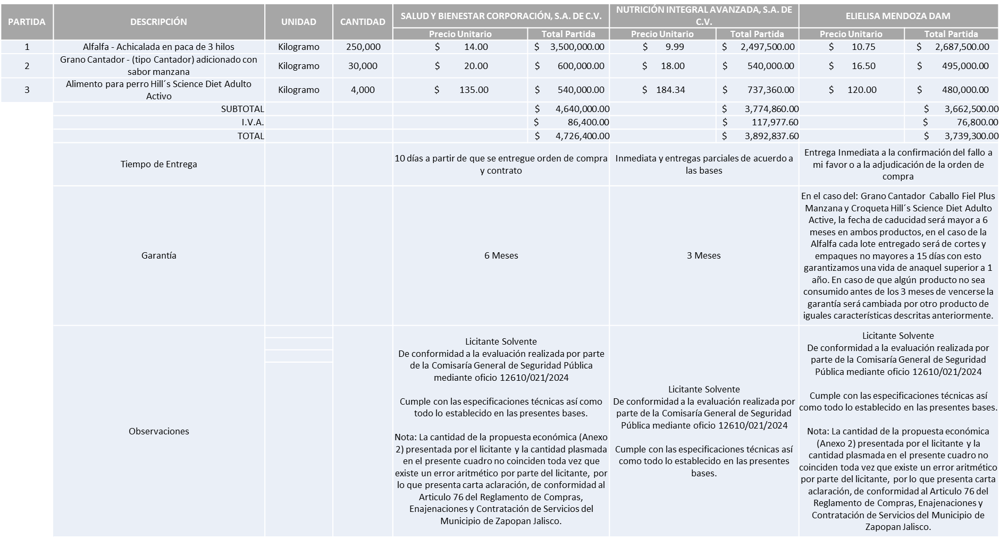 PARTIDA DESCRIPCIÓN UNIDAD CANTIDAD SALUD Y BIENESTAR CORPORACIÓN, S.A. DE C.V. NUTRICIÓN INTEGRAL AVANZADA, S.A. DE
C.V. ELIELISA MENDOZA DAM
Precio Unitario Total Partida Precio Unitario Total Partida Precio Unitario Total Partida
1 Alfalfa - Achicalada en paca de 3 hilos Kilogramo 250,000 $ 14.00 $ 3,500,000.00 $ 9.99 $ 2,497,500.00 $ 10.75 $ 2,687,500.00
2 Grano Cantador - (tipo Cantador) adicionado con
sabor manzana Kilogramo 30,000 $ 20.00 $ 600,000.00 $ 18.00 $ 540,000.00 $ 16.50 $ 495,000.00
3 Alimento para perro Hill´s Science Diet Adulto
Activo Kilogramo 4,000 $ 135.00 $ 540,000.00 $ 184.34 $ 737,360.00 $ 120.00 $ 480,000.00
SUBTOTAL $ 4,640,000.00 $ 3,774,860.00 $ 3,662,500.00
I.V.A. $ 86,400.00 $ 117,977.60 $ 76,800.00
TOTAL $ 4,726,400.00 $ 3,892,837.60 $ 3,739,300.00
Tiempo de Entrega
10 días a partir de que se entregue orden de compra
y contrato
Inmediata y entregas parciales de acuerdo a
las bases
Entrega Inmediata a la confirmación del fallo a
mi favor o a la adjudicación de la orden de
compra
Garantía
6 Meses
3 Meses
En el caso del: Grano Cantador Caballo Fiel Plus
Manzana y Croqueta Hill´s Science Diet Adulto
Active, la fecha de caducidad será mayor a 6
meses en ambos productos, en el caso de la
Alfalfa cada lote entregado será de cortes y
empaques no mayores a 15 días con esto
garantizamos una vida de anaquel superior a 1
año. En caso de que algún producto no sea
consumido antes de los 3 meses de vencerse la
garantía será cambiada por otro producto de
iguales características descritas anteriormente.
Observaciones
Licitante Solvente
De conformidad a la evaluación realizada por parte
de la Comisaría General de Seguridad Pública
mediante oficio 12610/021/2024
Cumple con las especificaciones técnicas así como
todo lo establecido en las presentes bases.
Nota: La cantidad de la propuesta económica (Anexo
2) presentada por el licitante y la cantidad plasmada
en el presente cuadro no coinciden toda vez que
existe un error aritmético por parte del licitante, por
lo que presenta carta aclaración, de conformidad al
Articulo 76 del Reglamento de Compras,
Enajenaciones y Contratación de Servicios del
Municipio de Zapopan Jalisco.
Licitante Solvente
De conformidad a la evaluación realizada por
parte de la Comisaría General de Seguridad
Pública mediante oficio 12610/021/2024
Cumple con las especificaciones técnicas así
como todo lo establecido en las presentes
bases.
Licitante Solvente
De conformidad a la evaluación realizada por
parte de la Comisaría General de Seguridad
Pública mediante oficio 12610/021/2024
Cumple con las especificaciones técnicas así
como todo lo establecido en las presentes bases.
Nota: La cantidad de la propuesta económica
(Anexo 2) presentada por el licitante y la
cantidad plasmada en el presente cuadro no
coinciden toda vez que existe un error aritmético
por parte del licitante, por lo que presenta carta
aclaración, de conformidad al Articulo 76 del
Reglamento de Compras, Enajenaciones y
Contratación de Servicios del Municipio de
Zapopan Jalisco.